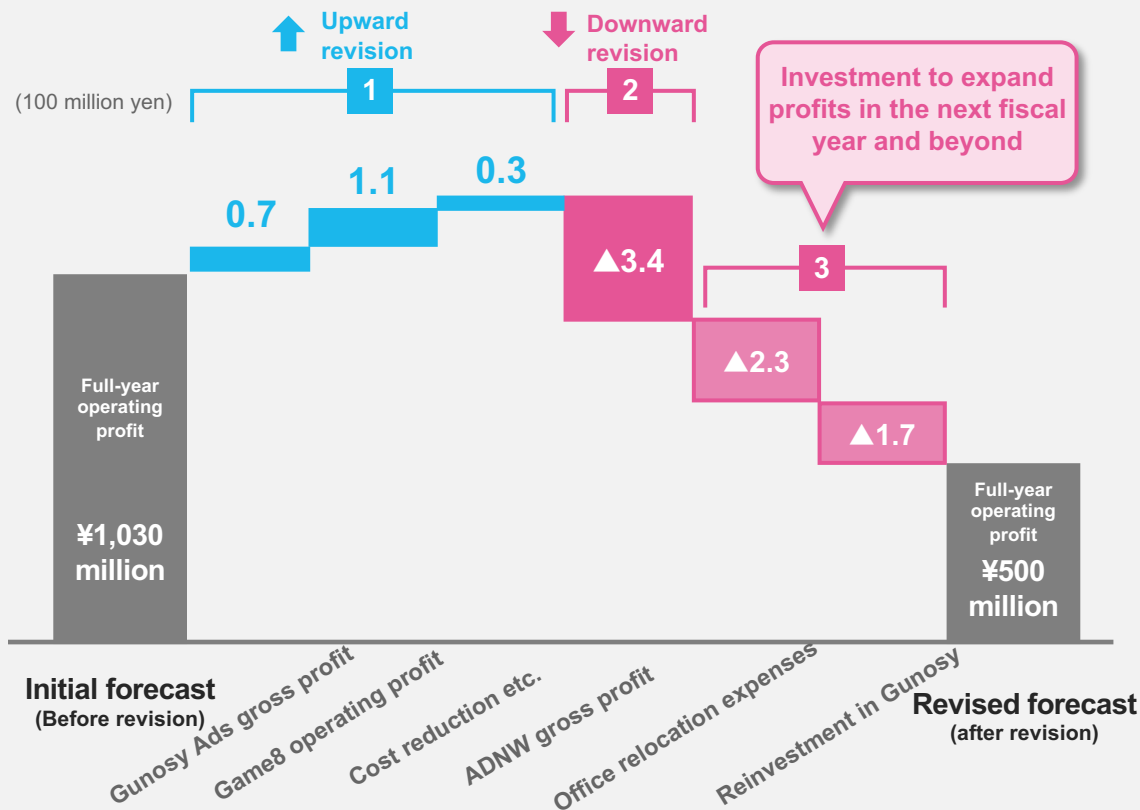 Upward
revision
Downward
revision
(100 million yen)
1
2
Investment to expand
profits in the next fiscal
year and beyond
0.7
1.1
0.3
▲3.4
3
▲2.3
▲1.7
Full-year
operating
profit
¥1,030
million
Full-year
operating
profit
¥500
million
Initial forecast
(Before revision)
Gunosy Ads gross profit
Game8 operating profit
Cost reduction etc.
ADNW gross profit
Office relocation expenses
Reinvestment in Gunosy
Revised forecast
(after revision)